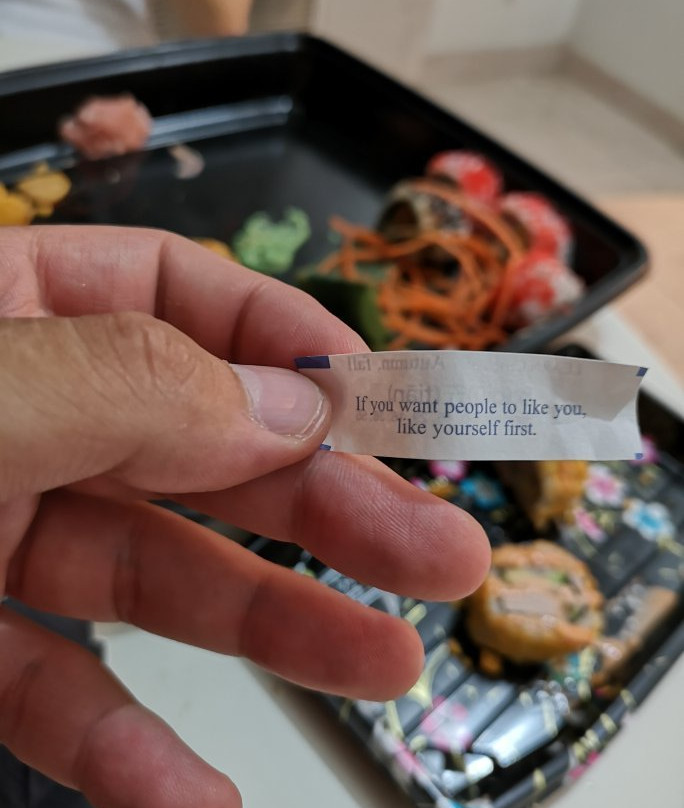 If you want people to like you,
like yourself first.